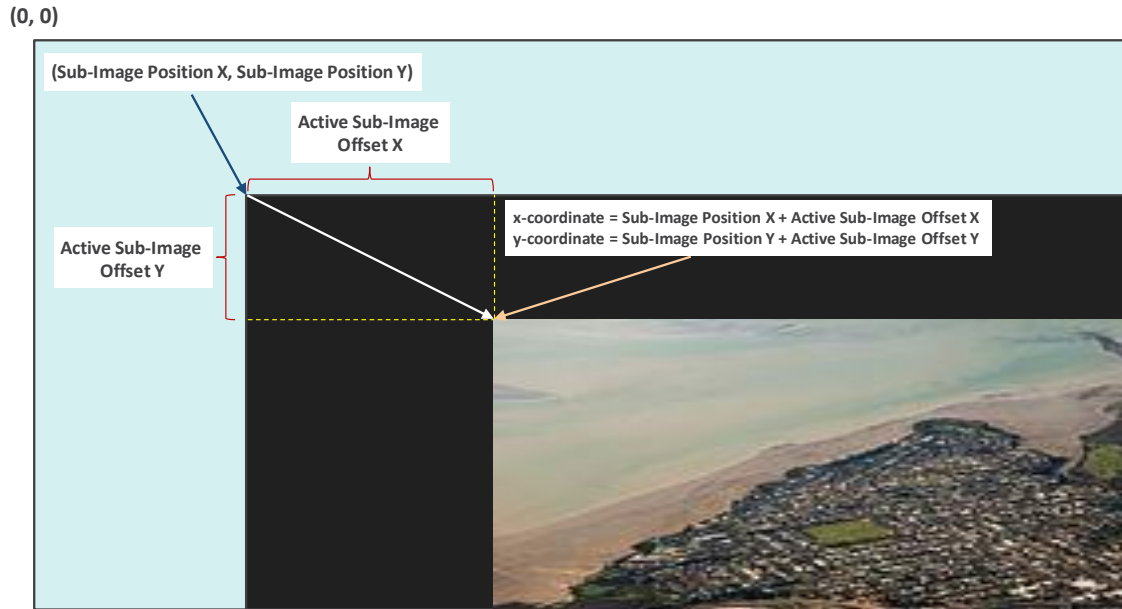 (0, 0)
(Sub-Image Position X, Sub-Image Position Y)
Active Sub-Image
Offset X
x-coordinate = Sub-Image Position X + Active Sub-Image Offset X
y-coordinate = Sub-Image Position Y + Active Sub-Image Offset Y
Active Sub-Image
Offset Y